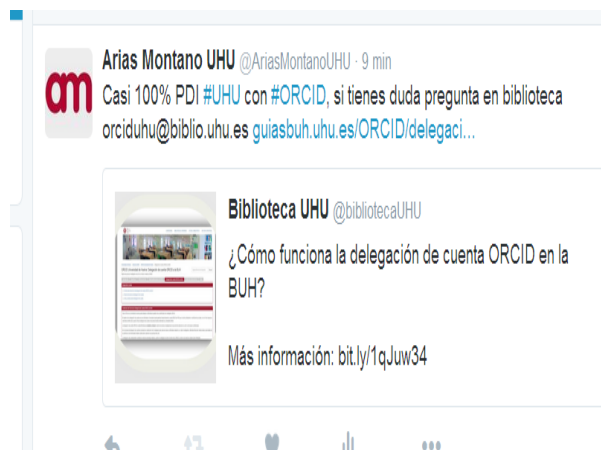 am
Arias Montano UHU @AriasMontanoUHU · 9 min
Casi 100% PDI #UHU con #ORCID, si tienes duda pregunta en biblioteca
orciduhu@biblio.uhu.es guiasbuh.uhu.es/ORCID/delegaci...
Biblioteca UHU @bibliotecaUHU
¿Cómo funciona la delegación de cuenta ORCID en la
BUH?
Más información: bit.ly/1qJuw34